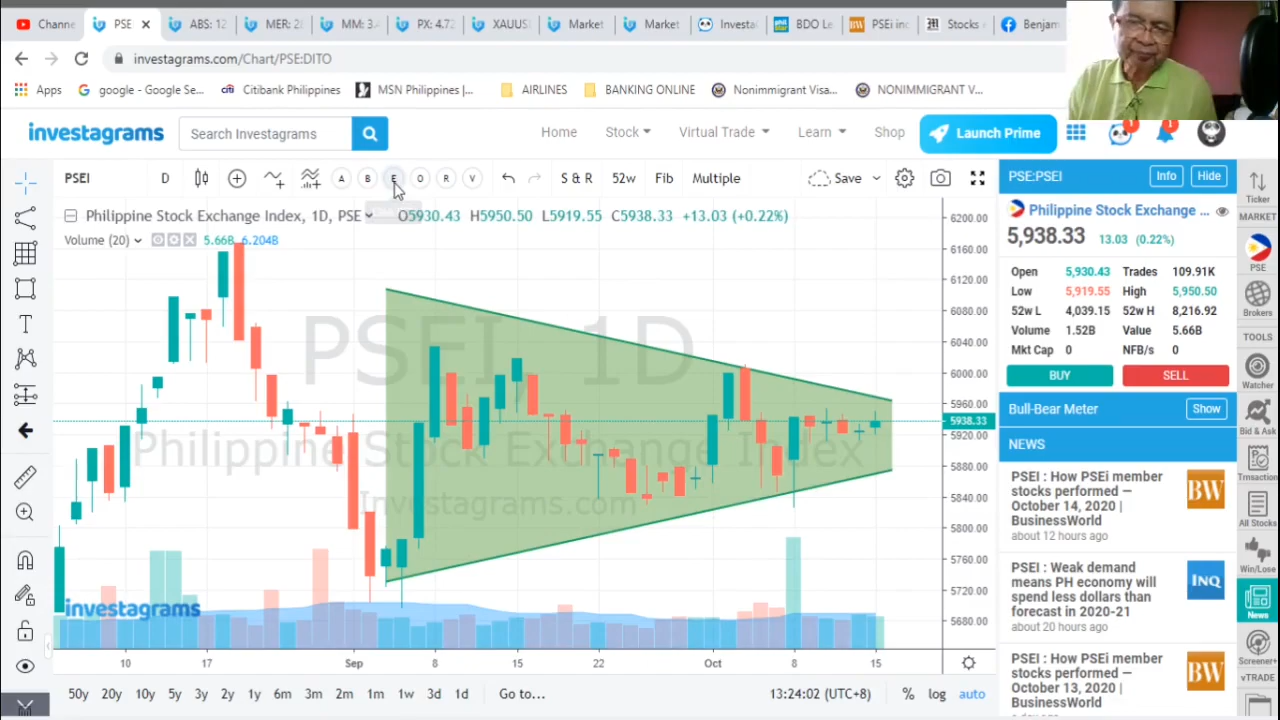 Channe
PSE
ABS: 12
MER: 28
MM: 3.4
PX: 4.72
XAUUS
Market
Market
Investa
BDO Le
PSEi inc
Stocks
Benjam
investagrams.com/Chart/PSE:DITO
Apps
google - Google Se...
citi
Citibank Philippines
MSN Philippines |...
AIRLINES
BANKING ONLINE
Nonimmigrant Visa...
NONIMMIGRANT V...
investagrams
Search Investagrams
Home
Stock
Virtual Trade
Learn
Shop
Launch Prime
1
1
PSEI
D
A
B
E
O
R
V
S & R
52w
Fib
Multiple
Save
Philippine Stock Exchange Index, 1D, PSE O5930.43 H5950.50 L5919.55 C5938.33 +13.03 (+0.22%)
Volume (20) 5.66B 6.204B
PSEI 1D
Philippine Stock Exchange Index
Investagrams.com
investagrams
6200.00
6160.00
6120.00
6080.00
6040.00
6000.00
5960.00
5938.33
5920.00
5880.00
5840.00
5800.00
5760.00
5720.00
5680.00
10
17
Sep
8
15
22
Oct
8
15
50y 20y 10y 5y 3y 2y 1y 6m 3m 2m 1m 1w 3d 1d Go to...
13:24:02 (UTC+8)
% log auto
PSE:PSEI
Info
Hide
Philippine Stock Exchange ...
5,938.33 13.03 (0.22%)
Open 5,930.43 Trades 109.91K
Low 5,919.55 High 5,950.50
52w L 4,039.15 52w H 8,216.92
Volume 1.52B Value 5.66B
Mkt Cap 0 NFB/s 0
BUY
SELL
Bull-Bear Meter
Show
NEWS
PSEI : How PSEi member
stocks performed —
October 14, 2020 |
BusinessWorld
about 12 hours ago
BW
PSEI : Weak demand
means PH economy will
spend less dollars than
forecast in 2020-21
about 20 hours ago
INQ
PSEI : How PSEi member
stocks performed —
October 13, 2020 |
BusinessWorld
BW
Ticker
MARKET
PSE
Brokers
TOOLS
Watcher
Bid & Ask
Trnsaction
All Stocks
Win/Lose
News
Screener+
vTRADE